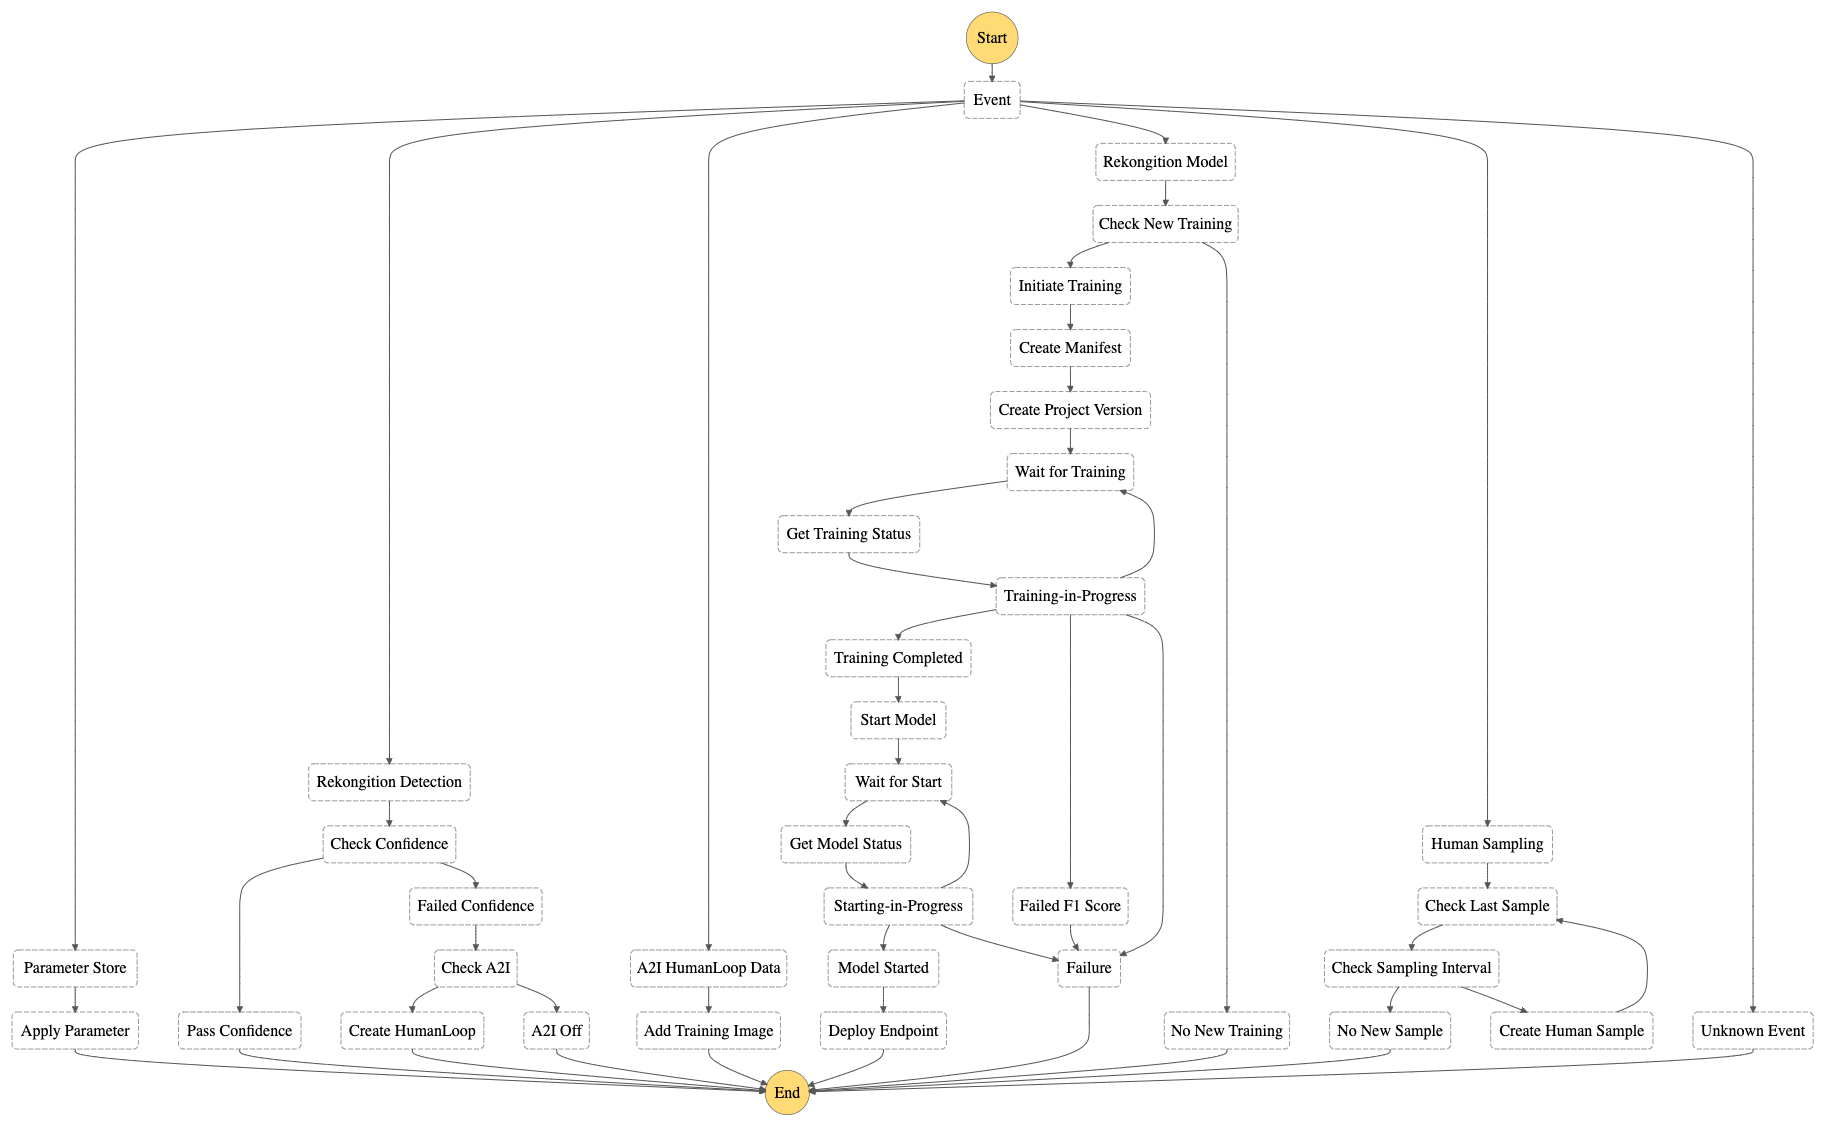 Start
Event
Rekongition Model
Check New Training
Initiate Training
Create Manifest
Create Project Version
Wait for Training
Get Training Status
Training-in-Progress
Training Completed
Start Model
Rekongition Detection
Wait for Start
Check Confidence
Get Model Status
Human Sampling
Failed Confidence
Starting-in-Progress
Failed F1 Score
Check Last Sample
Parameter Store
Check A2I
A2I HumanLoop Data
Model Started
Failure
Check Sampling Interval
Apply Parameter
Pass Confidence
Create HumanLoop
A2I Off
Add Training Image
Deploy Endpoint
No New Training
No New Sample
Create Human Sample
Unknown Event
End